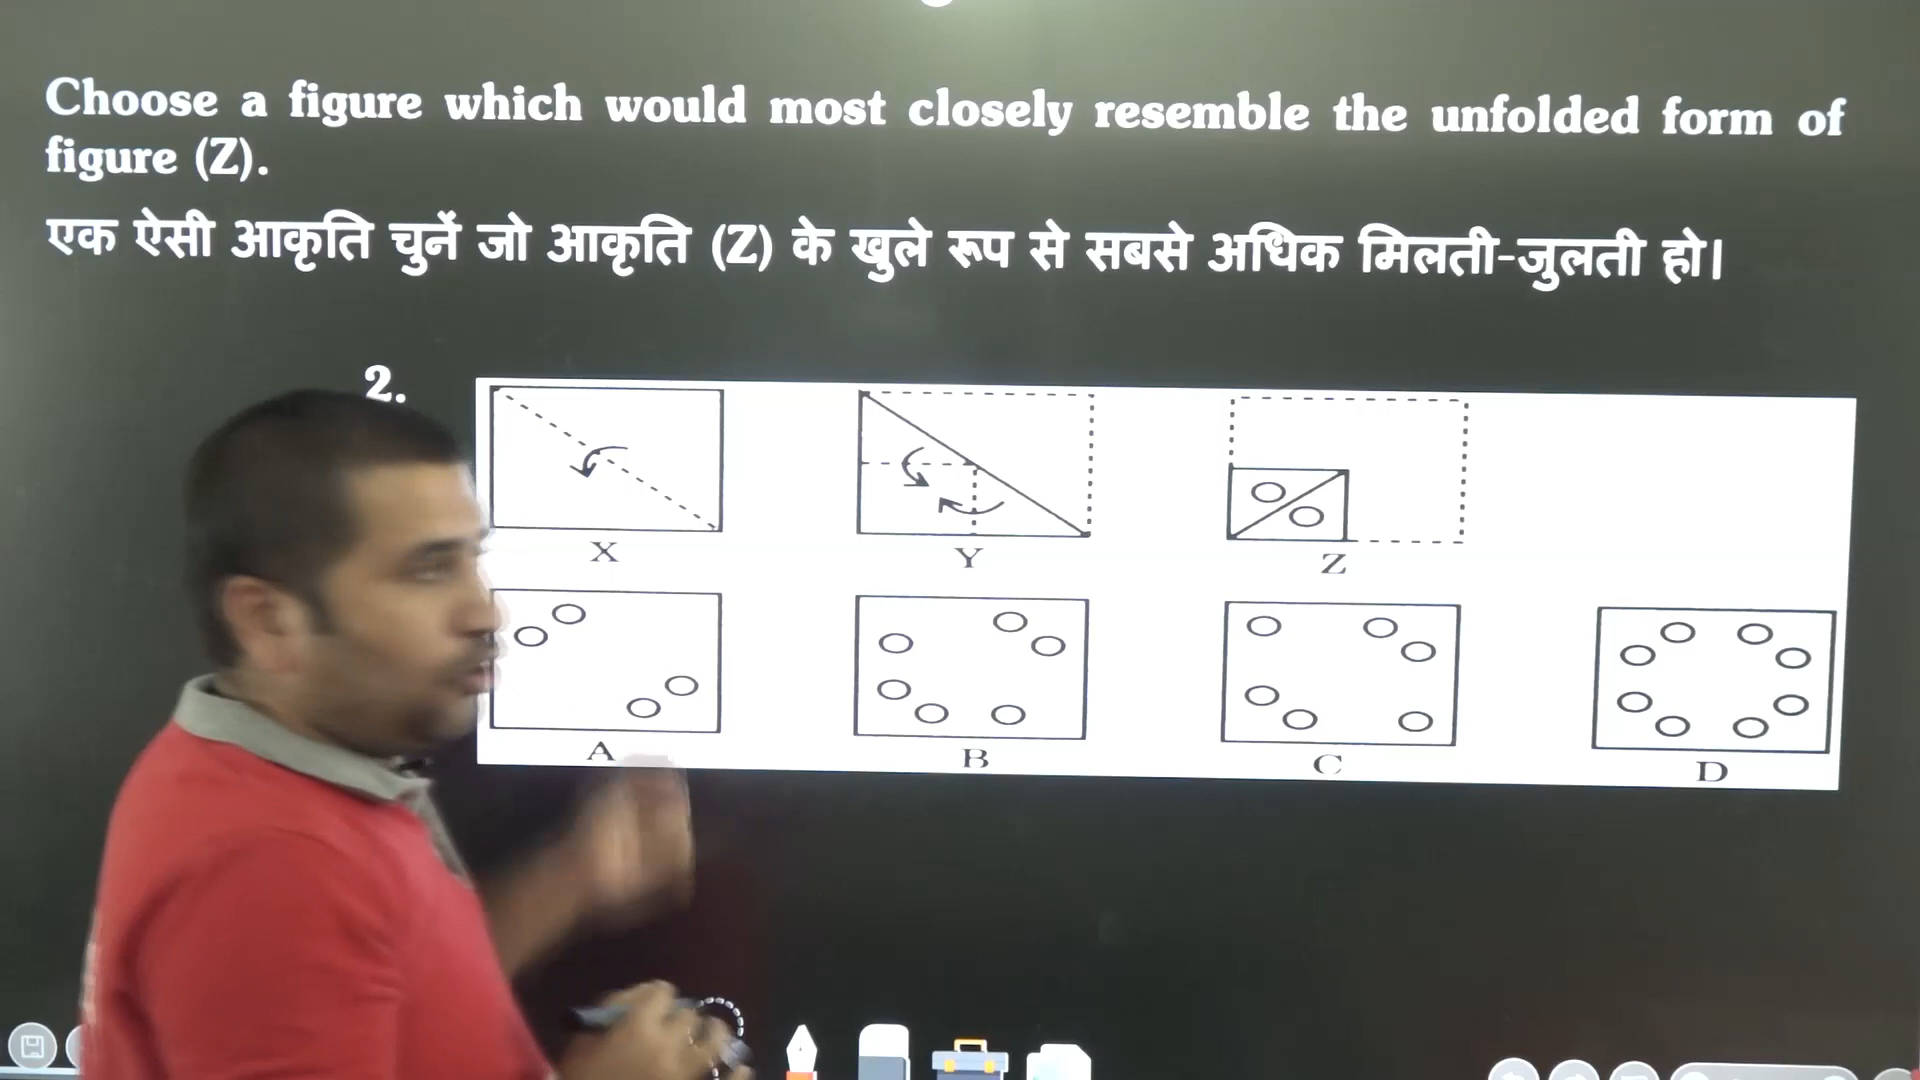 Choose a figure which would most closely resemble the unfolded form of
figure (Z).
एक ऐसी आकृति चुनें जो आकृति (Z) के खुले रूप से सबसे अधिक मिलती-जुलती हो।
2.
X Y Z
A B C D